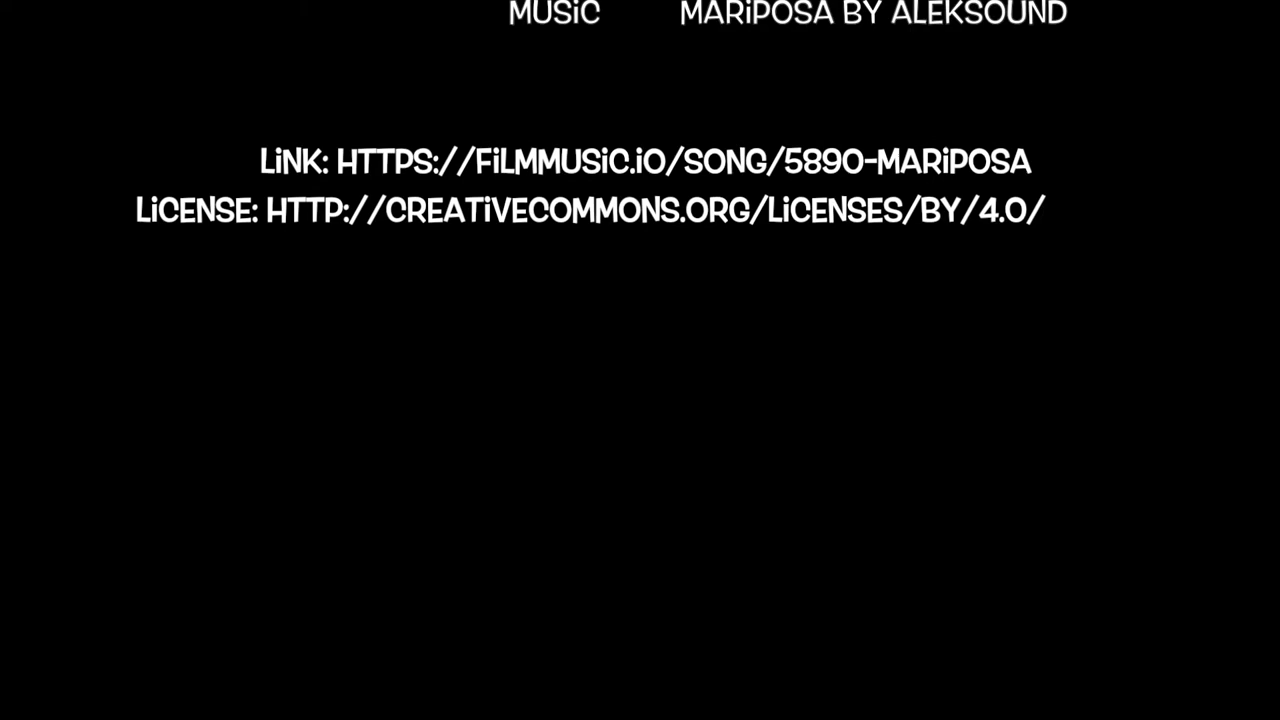 MUSiC MARiPOSA BY ALEKSOUND
LiNK: HTTPS://FiLMMUSiC.iO/SONG/5890-MARiPOSA
LiCENSE: HTTP://CREATiVECOMMONS.ORG/LiCENSES/BY/4.0/